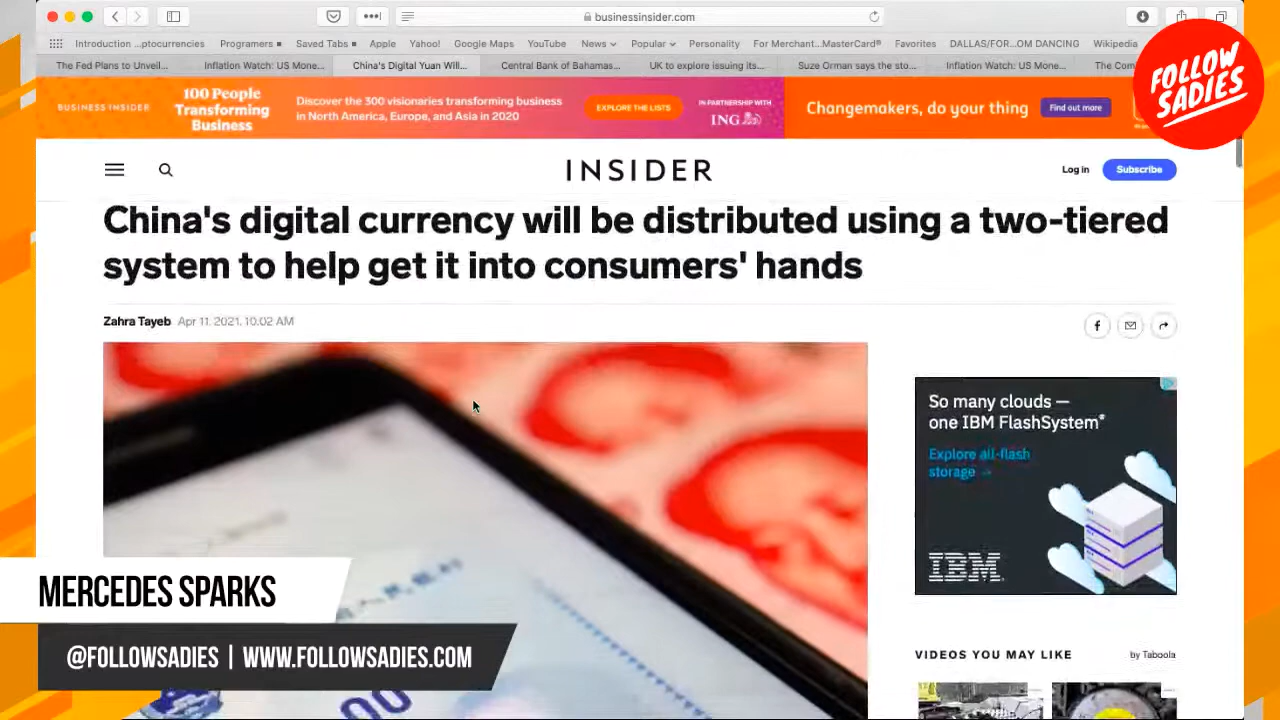 businessinsider.com
Introduction ...ptocurrencies
Programers
Saved Tabs
Apple
Yahoo!
Google Maps
YouTube
News
Popular
Personality
For Merchant...MasterCard®
Favorites
DALLAS/FOR...OM DANCING
Wikipedia
The Fed Plans to Unveil...
Inflation Watch: US Mone...
China's Digital Yuan Will...
Central Bank of Bahamas...
UK to explore issuing its...
Suze Orman says the sto...
Inflation Watch: US Mone...
The Com
FOLLOW
SADIES
BUSINESS INSIDER
100 People
Transforming
Business
Discover the 300 visionaries transforming business
in North America, Europe, and Asia in 2020
EXPLORE THE LISTS
IN PARTNERSHIP WITH
ING
Changemakers, do your thing
Find out more
INSIDER
Log in
Subscribe
China's digital currency will be distributed using a two-tiered
system to help get it into consumers' hands
Zahra Tayeb Apr 11, 2021, 10:02 AM
So many clouds —
one IBM FlashSystem®
Explore all-flash
storage →
IBM
MERCEDES SPARKS
@FOLLOWSADIES | WWW.FOLLOWSADIES.COM
VIDEOS YOU MAY LIKE
by Taboola